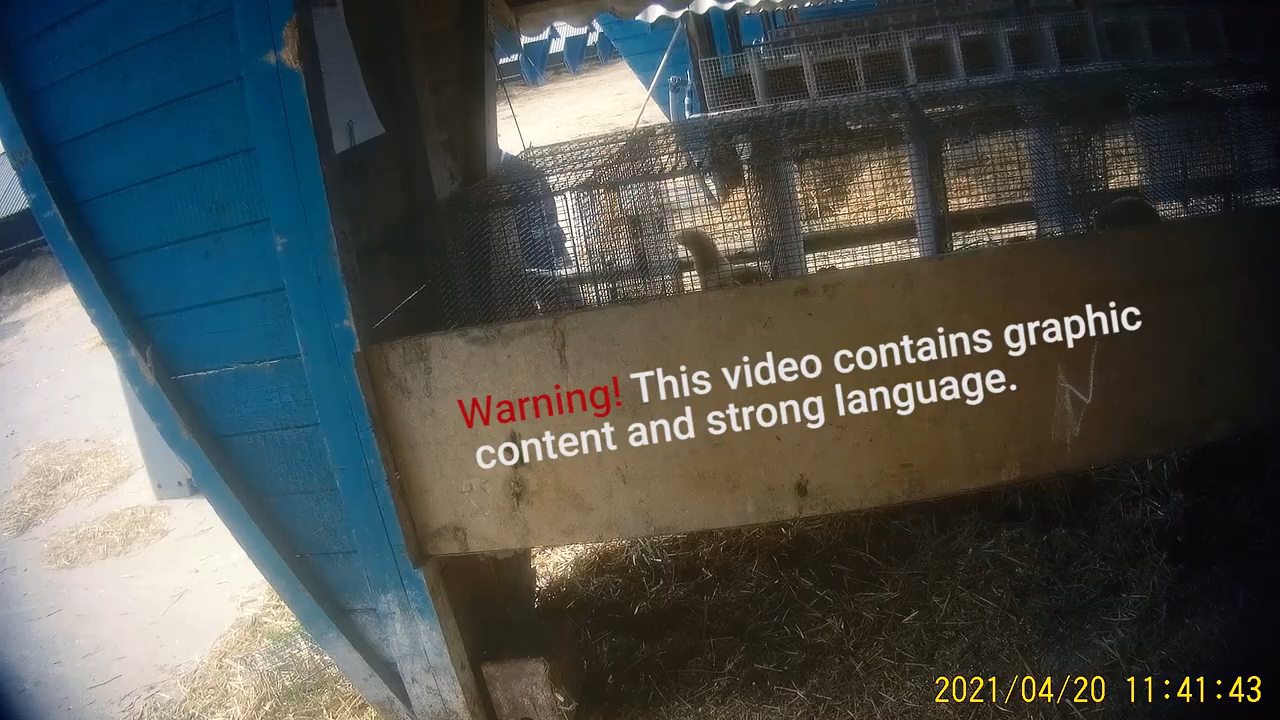 Warning! This video contains graphic
content and strong language.
N
2021/04/20 11:41:43